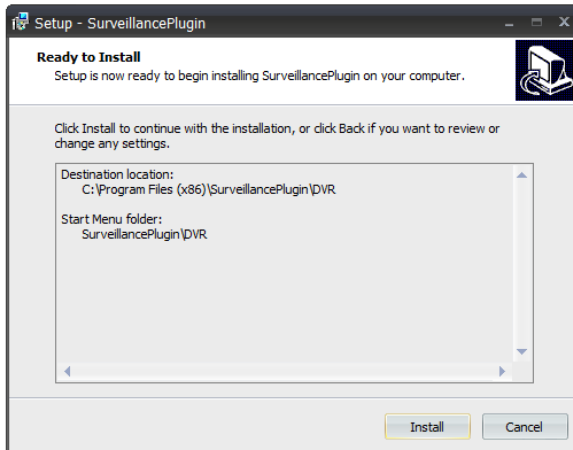 Setup - SurveillancePlugin
Ready to Install
Setup is now ready to begin installing SurveillancePlugin on your computer.
Click Install to continue with the installation, or click Back if you want to review or
change any settings.
Destination location:
C:\Program Files (x86)\SurveillancePlugin\DVR
Start Menu folder:
SurveillancePlugin\DVR
Install
Cancel